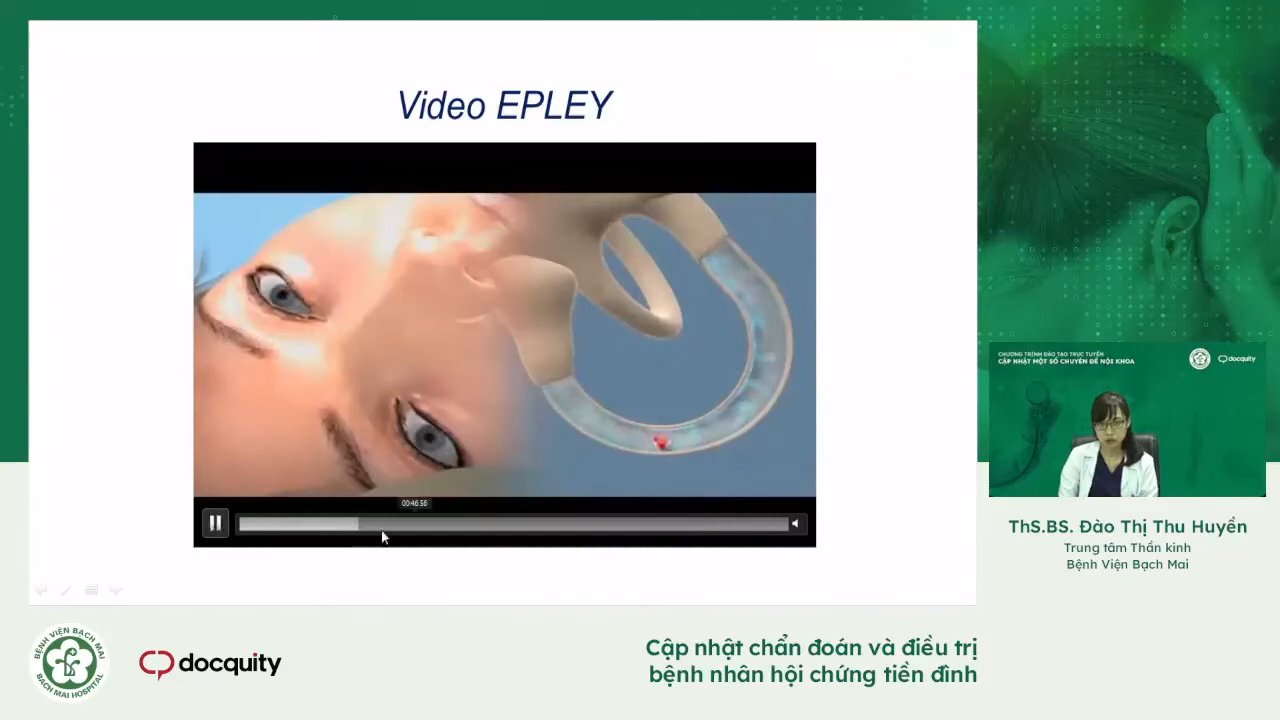 Video EPLEY
00:46.56
CHƯƠNG TRÌNH ĐÀO TẠO TRỰC TUYẾN
CẬP NHẬT MỘT SỐ CHUYÊN ĐỀ NỘI KHOA
docquity
ThS.BS. Đào Thị Thu Huyền
Trung tâm Thần kinh
Bệnh Viện Bạch Mai
BỆNH VIỆN BẠCH MAI
BACH MAI HOSPITAL
docquity
Cập nhật chẩn đoán và điều trị
bệnh nhân hội chứng tiền đình